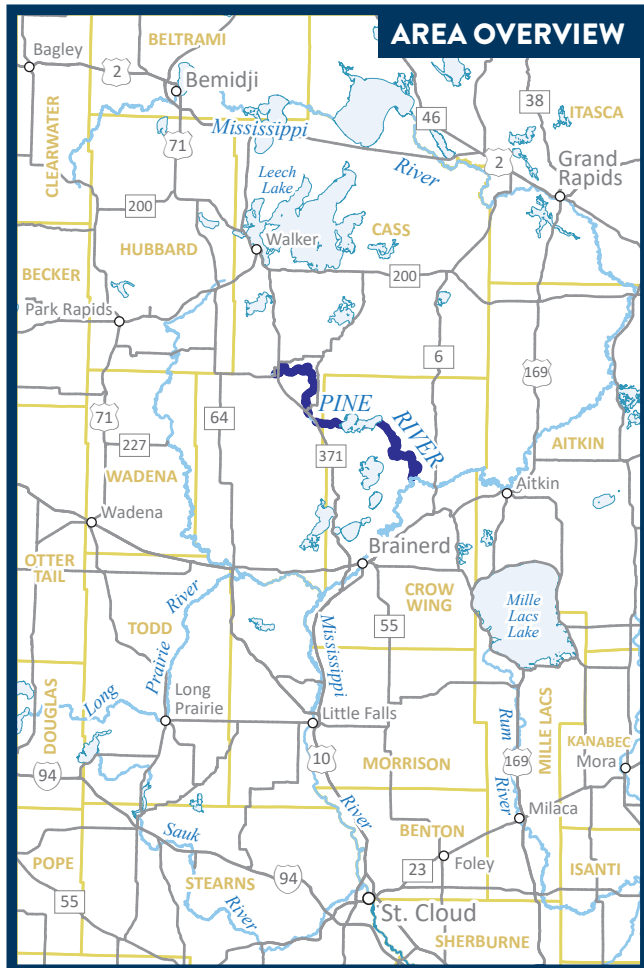 AREA OVERVIEW
BELTRAMI
Bagley
2
Bemidji
38
46
ITASCA
Mississippi
71
2
River
Grand
Rapids
CLEARWATER
Leech
Lake
200
CASS
HUBBARD
Walker
BECKER
200
Park Rapids
6
169
PINE
RIVER
71
64
227
371
AITKIN
WADENA
Aitkin
Wadena
Brainerd
OTTER
TAIL
CROW
WING
River
Mille
Lacs
Lake
TODD
55
Mississippi
Prairie
Long
DOUGLAS
Long
Prairie
Little Falls
Rum
MILLE LACS
KANABEC
10
169
Mora
94
MORRISON
River
River
Milaca
Sauk
BENTON
POPE
Foley
23
ISANTI
STEARNS
94
55
River
St. Cloud
SHERBURNE